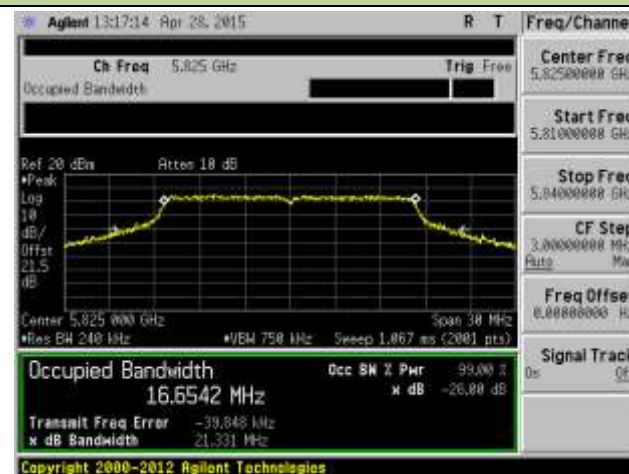 Agilent 13:17:14 Apr 28, 2015 R T
Freq/Channel
Ch Freq 5.825 GHz Trig Free
Occupied Bandwidth
Center Freq
5.82500000 GHz
Start Freq
5.81000000 GHz
Stop Freq
5.84000000 GHz
CF Step
3.00000000 MHz
Auto Man
Freq Offset
0.00000000 Hz
Signal Track
On Off
Ref 20 dBm Atten 10 dB
•Peak
Log
10
dB/
Offst
21.5
dB
Center 5.825 000 GHz Span 30 MHz
•Res BW 240 kHz •VBW 750 kHz Sweep 1.067 ms (2001 pts)
Occupied Bandwidth Occ BW % Pwr 99.00 %
16.6542 MHz x dB -26.00 dB
Transmit Freq Error -39.848 kHz
x dB Bandwidth 21.331 MHz
Copyright 2000-2012 Agilent Technologies